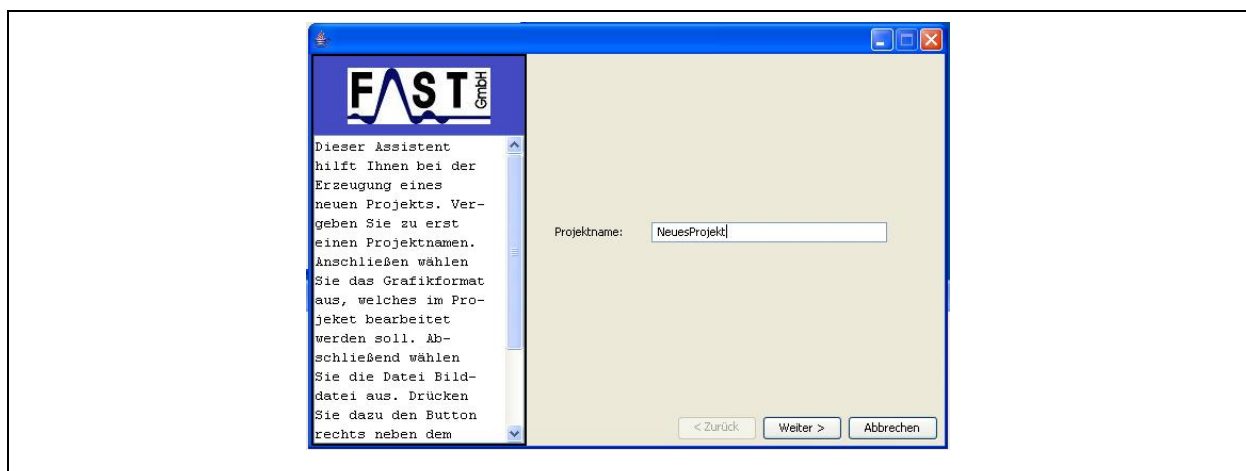 FAST GmbH
Dieser Assistent
hilft Ihnen bei der
Erzeugung eines
neuen Projekts. Ver-
geben Sie zu erst
einen Projektnamen.
Anschließen wählen
Sie das Grafikformat
aus, welches im Pro-
jeket bearbeitet
werden soll. Ab-
schließend wählen
Sie die Datei Bild-
datei aus. Drücken
Sie dazu den Button
rechts neben dem
Projektname: NeuesProjekt
< Zurück Weiter > Abbrechen